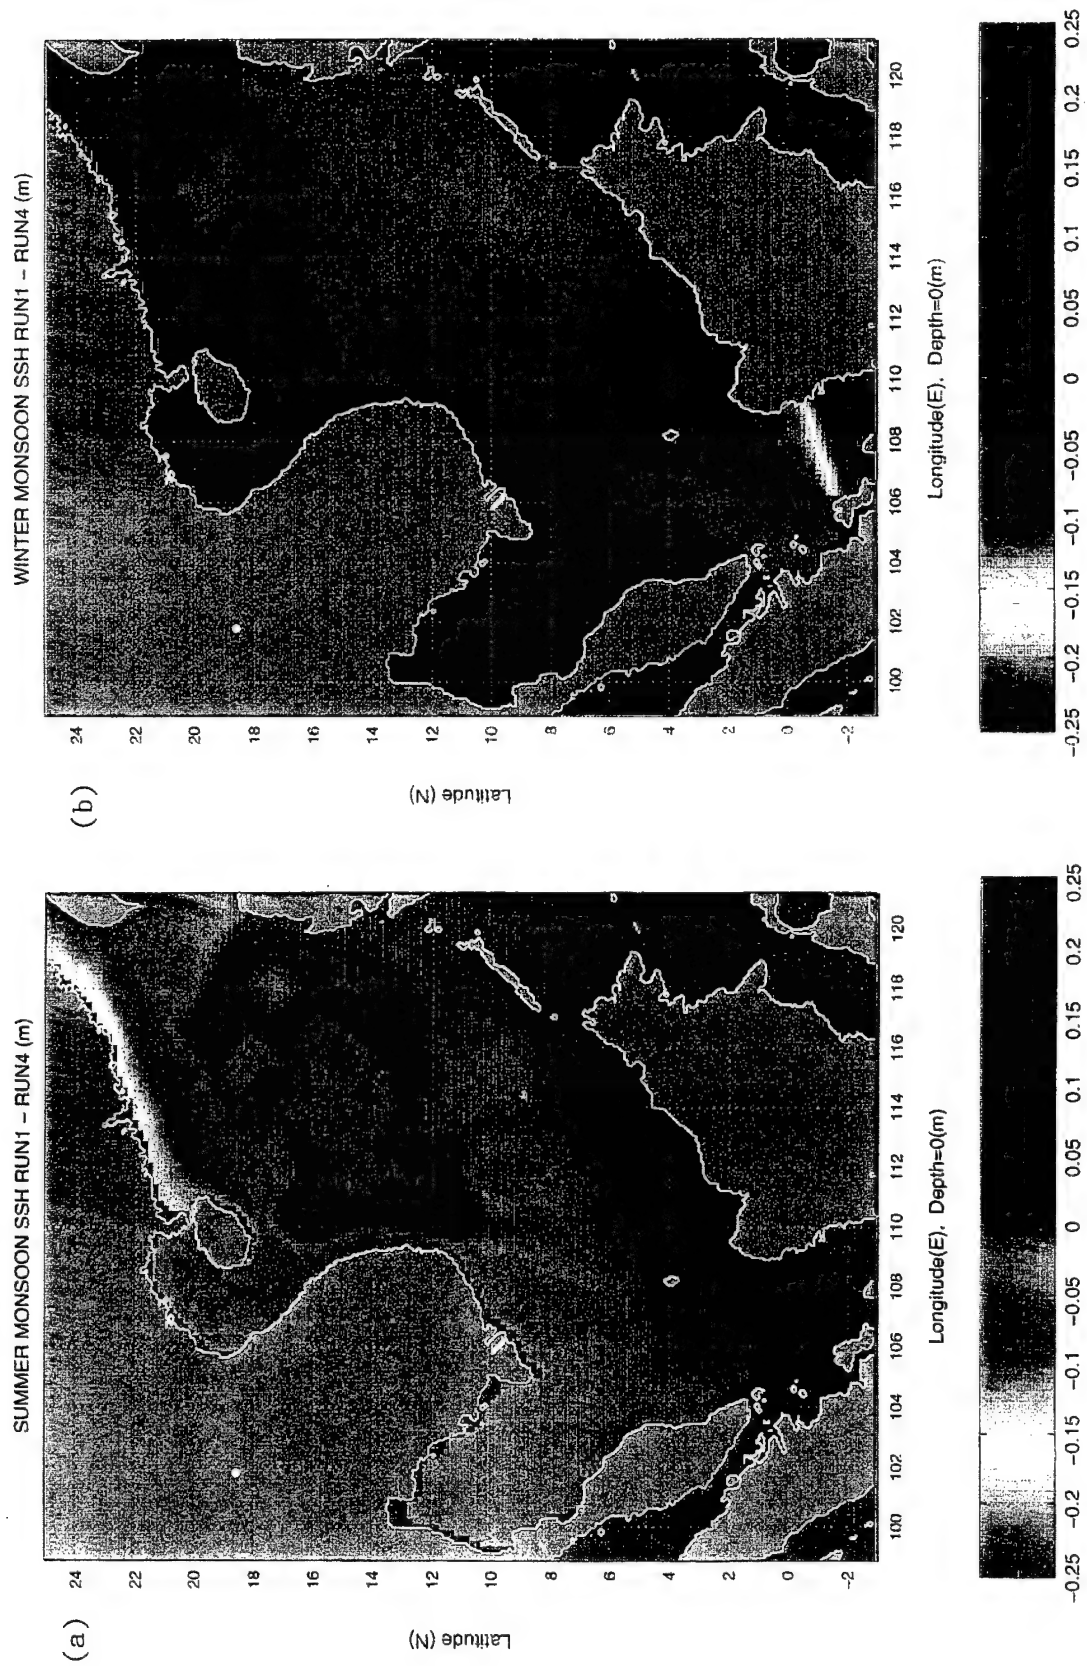 (a)
SUMMER MONSOON SSH RUN1 – RUN4 (m)
Latitude (N)
24
22
20
18
16
14
12
10
8
6
4
2
0
−2
100 102 104 106 108 110 112 114 116 118 120
Longitude(E), Depth=0(m)
−0.25 −0.2 −0.15 −0.1 −0.05 0 0.05 0.1 0.15 0.2 0.25
(b)
WINTER MONSOON SSH RUN1 – RUN4 (m)
Latitude (N)
24
22
20
18
16
14
12
10
8
6
4
2
0
−2
100 102 104 106 108 110 112 114 116 118 120
Longitude(E), Depth=0(m)
−0.25 −0.2 −0.15 −0.1 −0.05 0 0.05 0.1 0.15 0.2 0.25